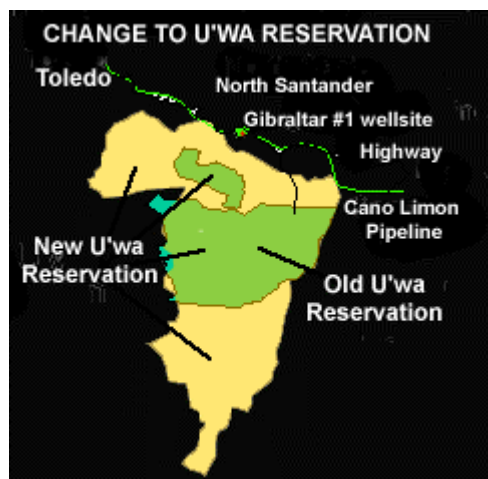 CHANGE TO U'WA RESERVATION
Toledo
North Santander
Gibraltar #1 wellsite
Highway
Cano Limon
Pipeline
New U'wa
Reservation
Old U'wa
Reservation